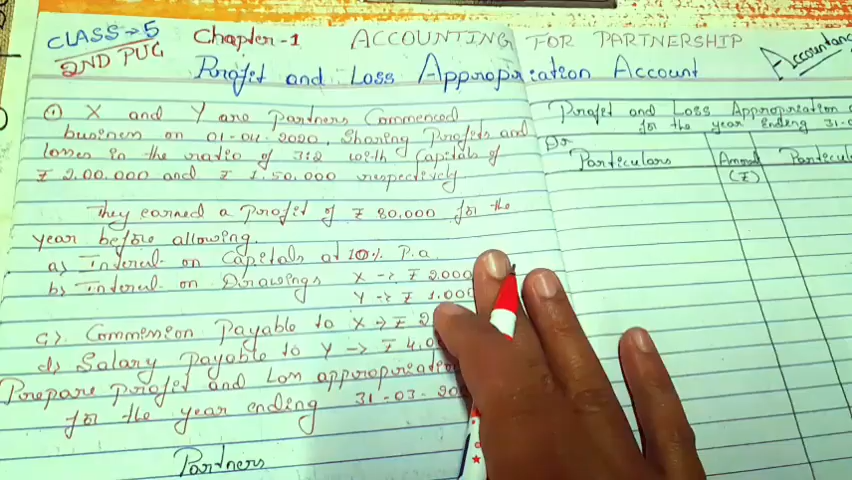 CLASS → 5 Chapter-1 ACCOUNTING FOR PARTNERSHIP
2ND PUC Accountanc
Profit and Loss Appropriation Account
① X and Y are Partners Commenced
business on 01-04-2020, Sharing Profits and
losses in the ratio of 3:2 with Capitals of
₹ 2,00,000 and ₹ 1,50,000 respectively.
They earned a profit of ₹ 80,000 for the
year before allowing.
a) Interest on Capitals at 10% P.a
b) Interest on Drawings X → ₹ 2,000
Y → ₹ 1,000
c) Commission Payable to X → ₹ 2
d) Salary Payable to Y → ₹ 4,0
Prepare profit and Loss appropriation
for the year ending 31-03-20
Partners
Profit and Loss Appropriation
for the year Ending 31-0
Dr
Particulars Amount Particul
(₹)